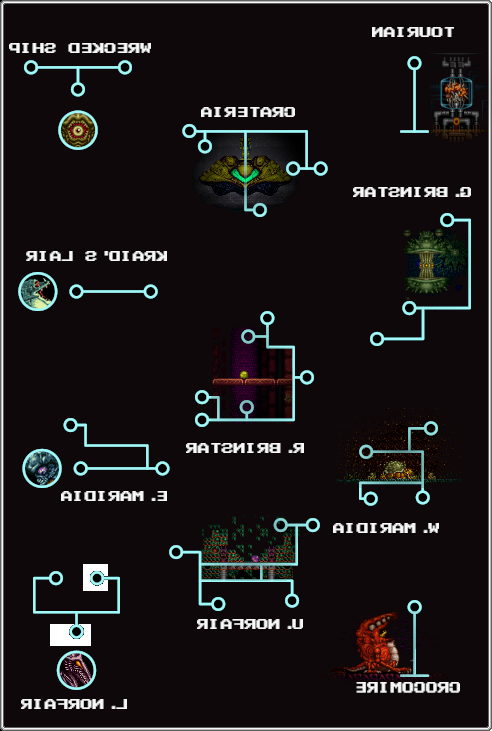 WRECKED SHIP
TOURIAN
CRATERIA
G. BRINSTAR
KRAID'S LAIR
R. BRINSTAR
E. MARIDIA
W. MARIDIA
U. NORFAIR
CROCOMIRE
L. NORFAIR